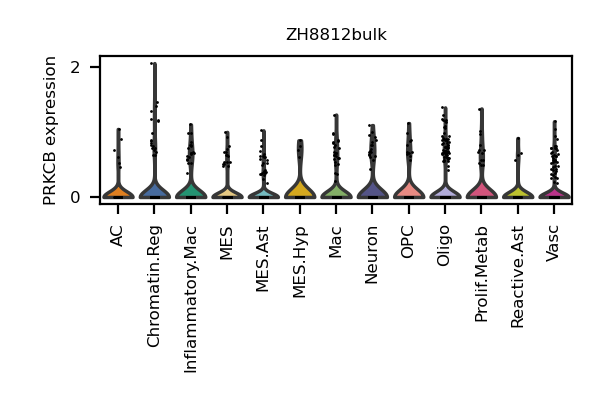 ZH8812bulk
PRKCB expression
2
0
AC
Chromatin.Reg
Inflammatory.Mac
MES
MES.Ast
MES.Hyp
Mac
Neuron
OPC
Oligo
Prolif.Metab
Reactive.Ast
Vasc